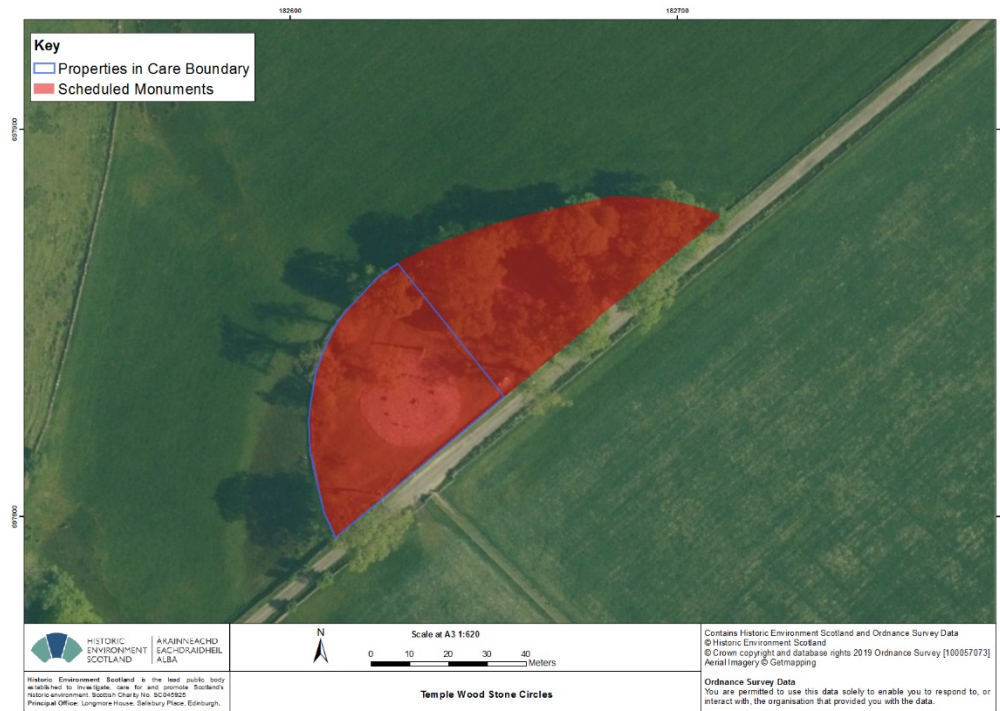 182600
182700
Key
Properties in Care Boundary
Scheduled Monuments
697900
697800
HISTORIC
ENVIRONMENT
SCOTLAND
ÀRAINNEACHD
EACHDRAIDHEIL
ALBA
Historic Environment Scotland is the lead public body
established to investigate, care for and promote Scotland's
historic environment. Scottish Charity No. SC045925
Principal Office: Longmore House, Salisbury Place, Edinburgh,
N
Scale at A3 1:620
0 10 20 30 40
Meters
Temple Wood Stone Circles
Contains Historic Environment Scotland and Ordnance Survey Data
© Historic Environment Scotland
© Crown copyright and database rights 2019 Ordnance Survey [100057073]
Aerial Imagery © Getmapping
Ordnance Survey Data
You are permitted to use this data solely to enable you to respond to, or
interact with, the organisation that provided you with the data.